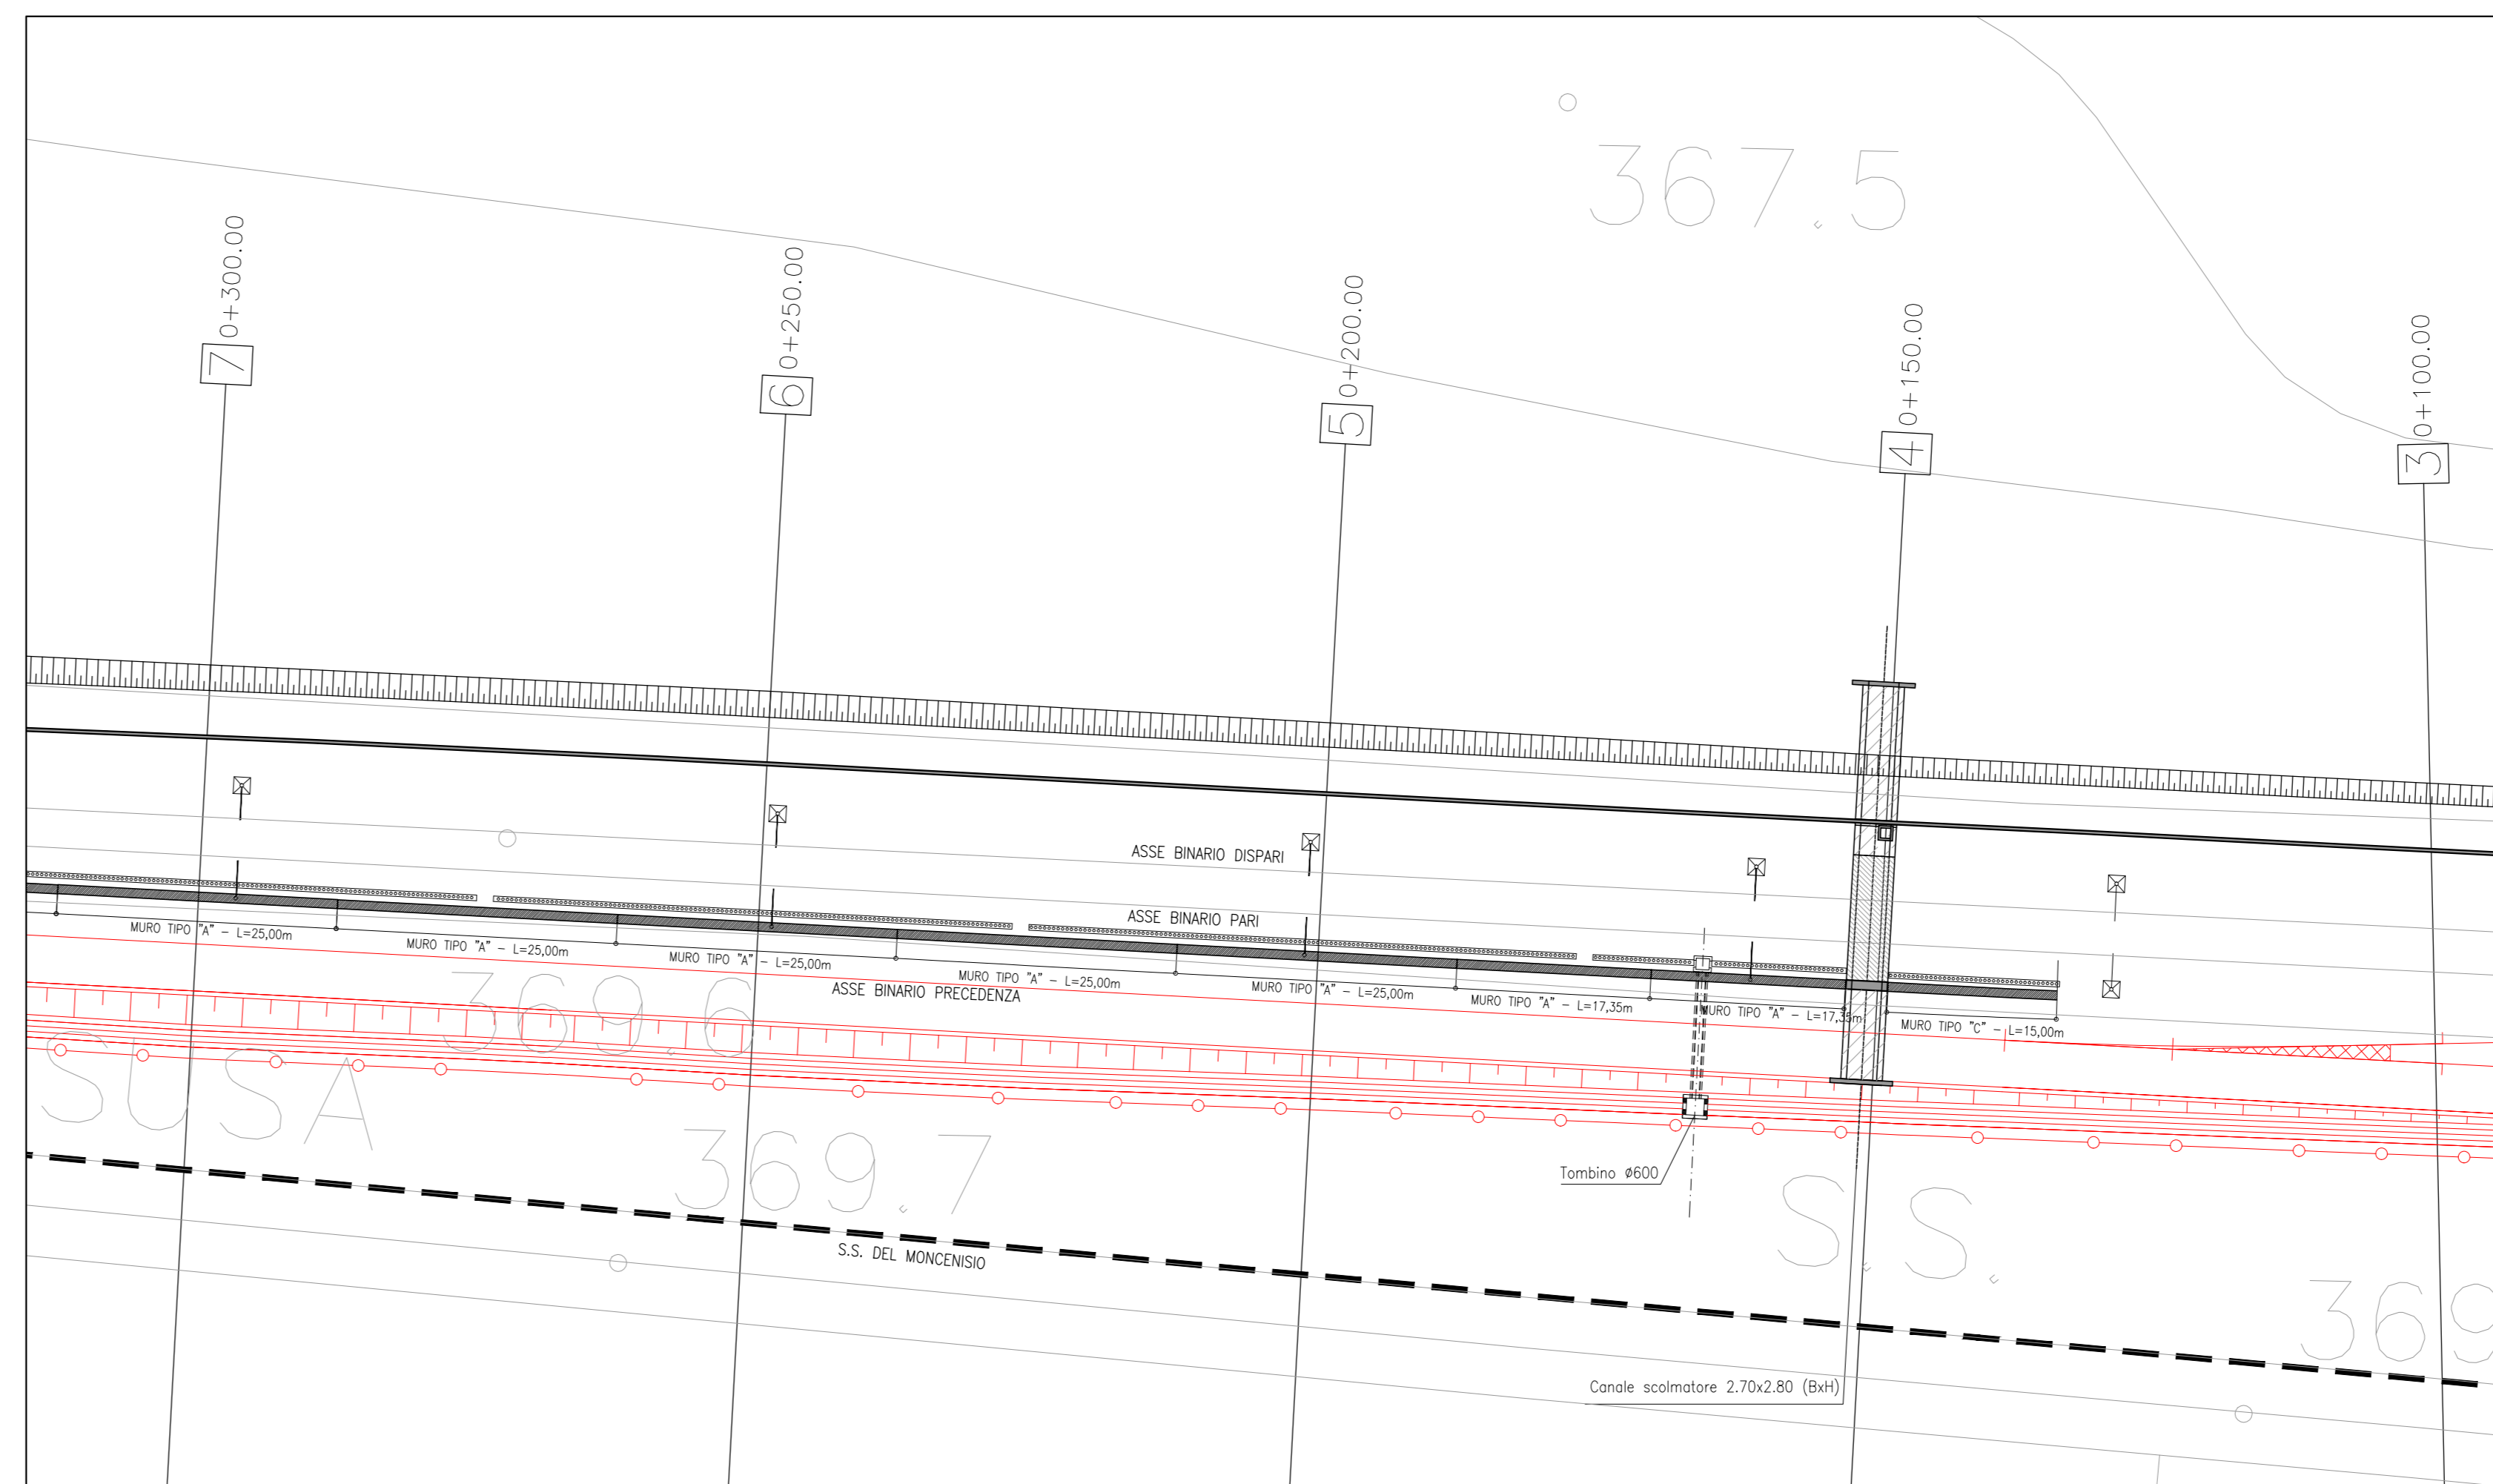 367.5
7 0+300.00
6 0+250.00
5 0+200.00
4 0+150.00
3 0+100.00
ASSE BINARIO DISPARI
ASSE BINARIO PARI
MURO TIPO "A" – L=25,00m
MURO TIPO "A" – L=25,00m
MURO TIPO "A" – L=25,00m
MURO TIPO "A" – L=25,00m
MURO TIPO "A" – L=25,00m
MURO TIPO "A" – L=17,35m
MURO TIPO "A" – L=17,35m
MURO TIPO "C" – L=15,00m
ASSE BINARIO PRECEDENZA
369.6
SUSA
369.7
Tombino ø600
S.S.
S.S. DEL MONCENISIO
369
Canale scolmatore 2.70x2.80 (BxH)